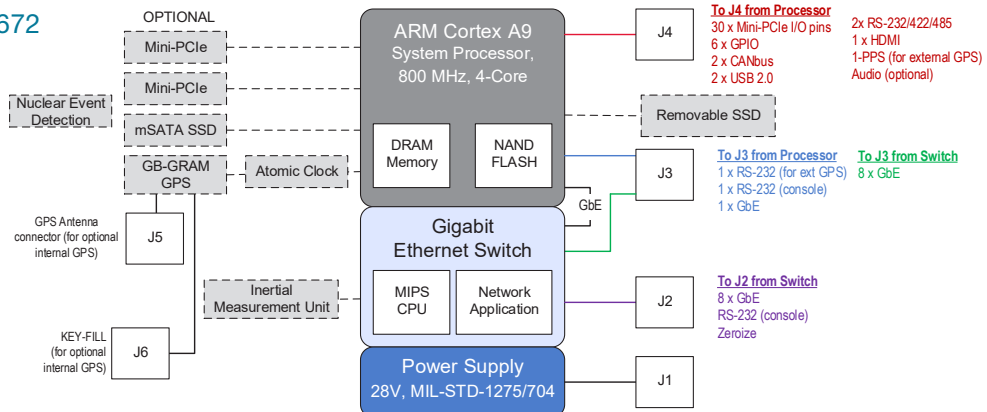 672
OPTIONAL
Mini-PCIe
Mini-PCIe
Nuclear Event
Detection
mSATA SSD
GB-GRAM
GPS
Atomic Clock
GPS Antenna
connector (for optional
internal GPS)
J5
Inertial
Measurement Unit
KEY-FILL
(for optional
internal GPS)
J6
ARM Cortex A9
System Processor,
800 MHz, 4-Core
DRAM
Memory
NAND
FLASH
GbE
Gigabit
Ethernet Switch
MIPS
CPU
Network
Application
Power Supply
28V, MIL-STD-1275/704
J4
To J4 from Processor
30 x Mini-PCIe I/O pins
6 x GPIO
2 x CANbus
2 x USB 2.0
2x RS-232/422/485
1 x HDMI
1-PPS (for external GPS)
Audio (optional)
Removable SSD
J3
To J3 from Processor
1 x RS-232 (for ext GPS)
1 x RS-232 (console)
1 x GbE
To J3 from Switch
8 x GbE
J2
To J2 from Switch
8 x GbE
RS-232 (console)
Zeroize
J1